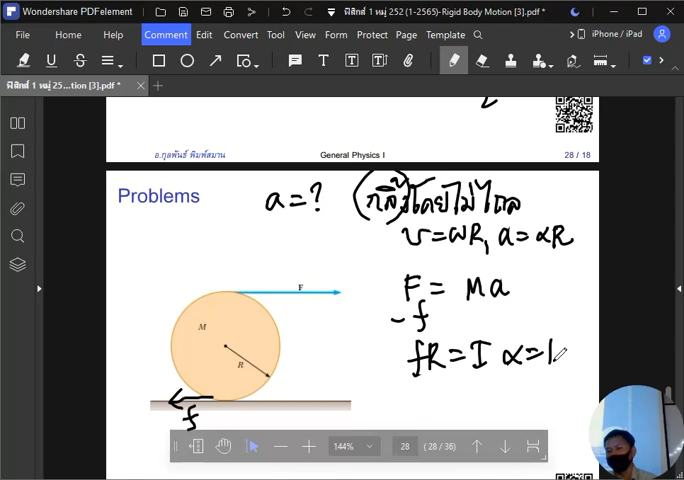 Wondershare PDFelement
ฟิสิกส์ 1 หมู่ 252 (1-2565)-Rigid Body Motion [3].pdf *
File
Home
Comment
Edit
Convert
Tool
View
Organize
Page
Template
iPhone / iPad
ฟิสิกส์ 1 หมู่ 25...tion [3].pdf *
อ.กุลพันธ์ พิมพ์สมาน
General Physics I
28 / 18
Problems
a = ?
กลิ้งโดยไม่ไถล
v = ωR, a = αR
F
F = Ma
- f
M
R
fR = I α =
f
144%
28
(28 / 36)